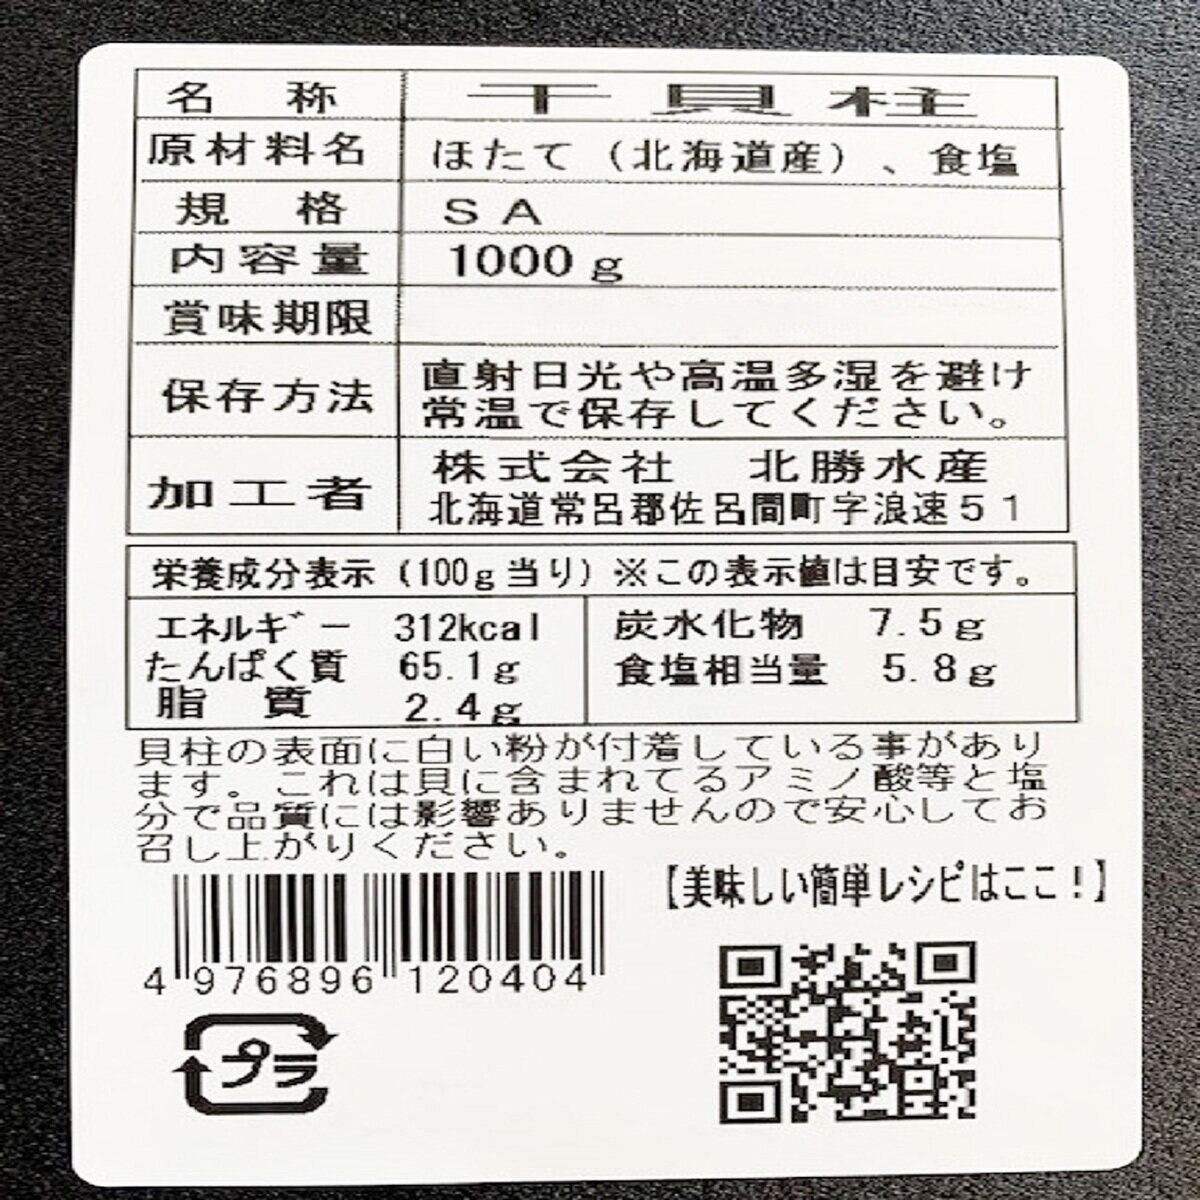 名称 干貝柱
原材料名 ほたて（北海道産）、食塩
規格 ＳＡ
内容量 1000ｇ
賞味期限
保存方法 直射日光や高温多湿を避け
常温で保存してください。
加工者 株式会社 北勝水産
北海道常呂郡佐呂間町字浪速５１
栄養成分表示（100ｇ当り）※この表示値は目安です。
エネルギー 312kcal 炭水化物 7.5ｇ
たんぱく質 65.1ｇ 食塩相当量 5.8ｇ
脂質 2.4ｇ
貝柱の表面に白い粉が付着している事があり
ます。これは貝に含まれてるアミノ酸等と塩
分で品質には影響ありませんので安心してお
召し上がりください。
【美味しい簡単レシピはここ！】
4 976896 120404
プラ